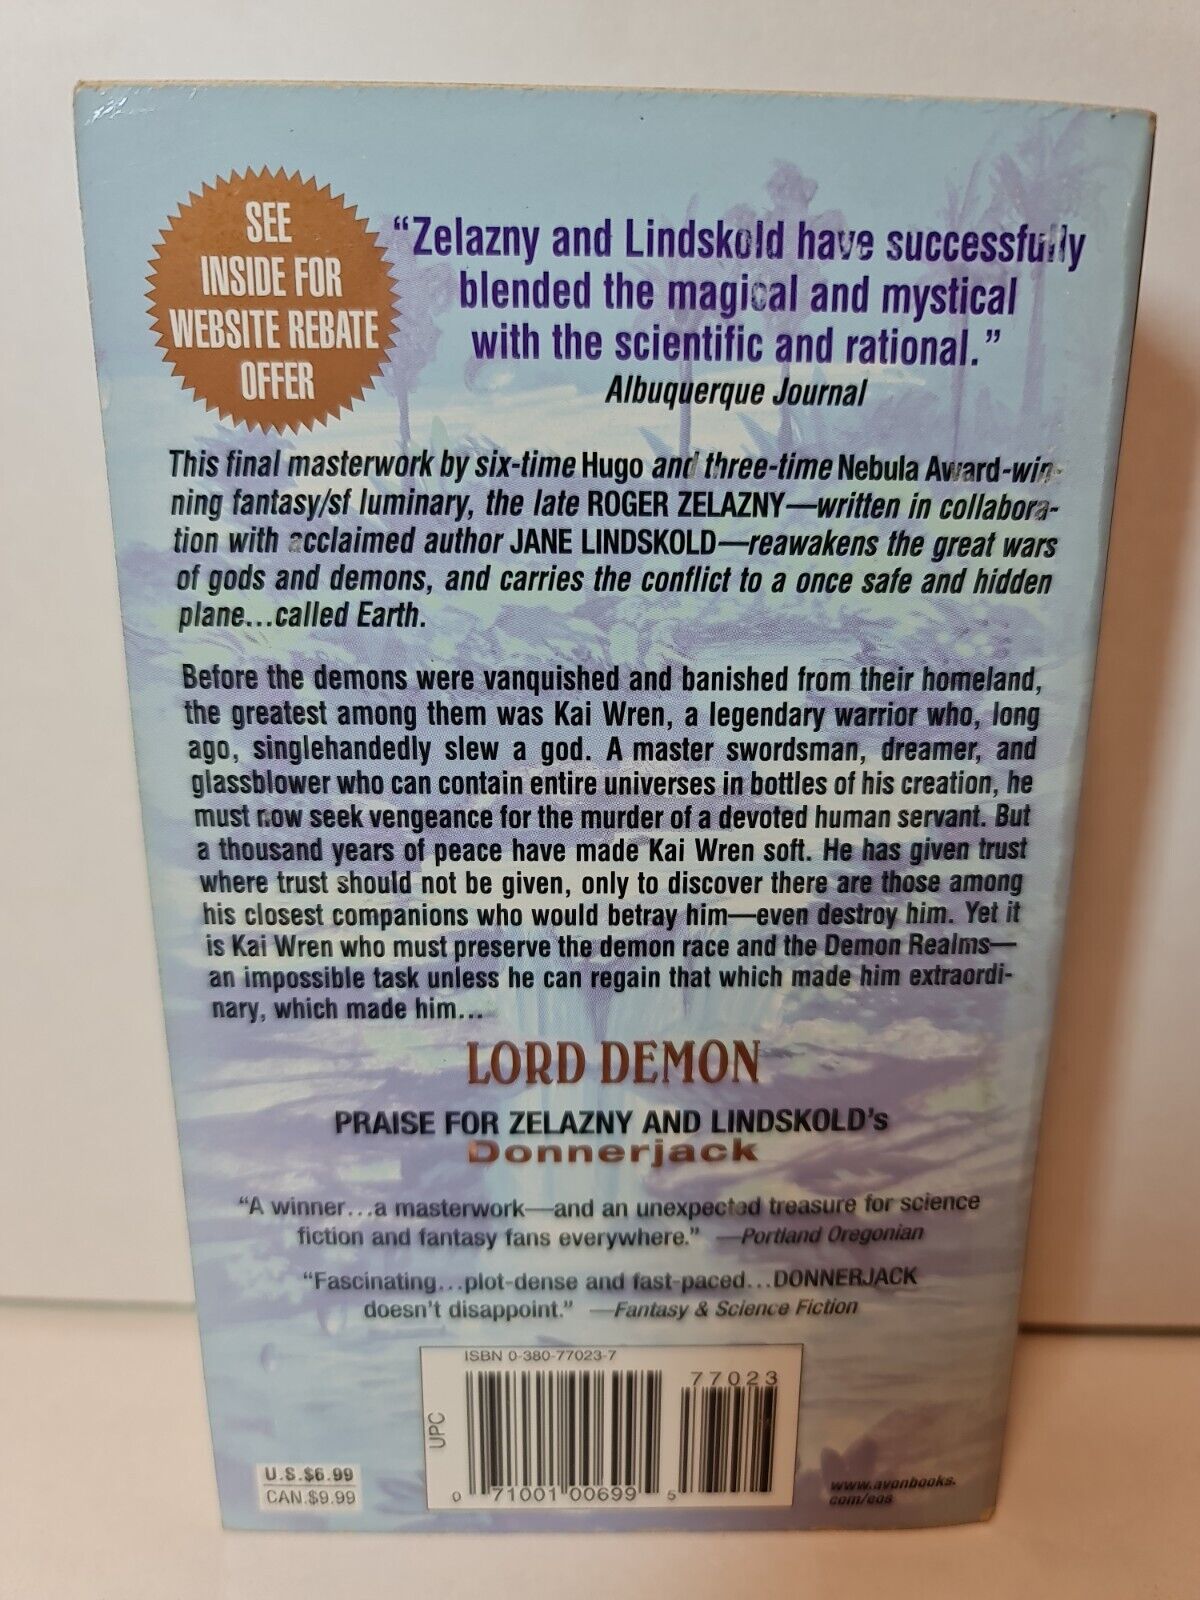 SEE
INSIDE FOR
WEBSITE REBATE
OFFER
“Zelazny and Lindskold have successfully
blended the magical and mystical
with the scientific and rational.”
Albuquerque Journal
This final masterwork by six-time Hugo and three-time Nebula Award-win-
ning fantasy/sf luminary, the late ROGER ZELAZNY—written in collabora-
tion with acclaimed author JANE LINDSKOLD—reawakens the great wars
of gods and demons, and carries the conflict to a once safe and hidden
plane...called Earth.
Before the demons were vanquished and banished from their homeland,
the greatest among them was Kai Wren, a legendary warrior who, long
ago, singlehandedly slew a god. A master swordsman, dreamer, and
glassblower who can contain entire universes in bottles of his creation, he
must now seek vengeance for the murder of a devoted human servant. But
a thousand years of peace have made Kai Wren soft. He has given trust
where trust should not be given, only to discover there are those among
his closest companions who would betray him—even destroy him. Yet it
is Kai Wren who must preserve the demon race and the Demon Realms—
an impossible task unless he can regain that which made him extraordi-
nary, which made him...
LORD DEMON
PRAISE FOR ZELAZNY AND LINDSKOLD's
Donnerjack
“A winner...a masterwork—and an unexpected treasure for science
fiction and fantasy fans everywhere.” —Portland Oregonian
“Fascinating...plot-dense and fast-paced...DONNERJACK
doesn't disappoint.” —Fantasy & Science Fiction
ISBN 0-380-77023-7
77023
UPC
0 71001 00699 5
U.S.$6.99
CAN.$9.99
www.avonbooks.
com/eos